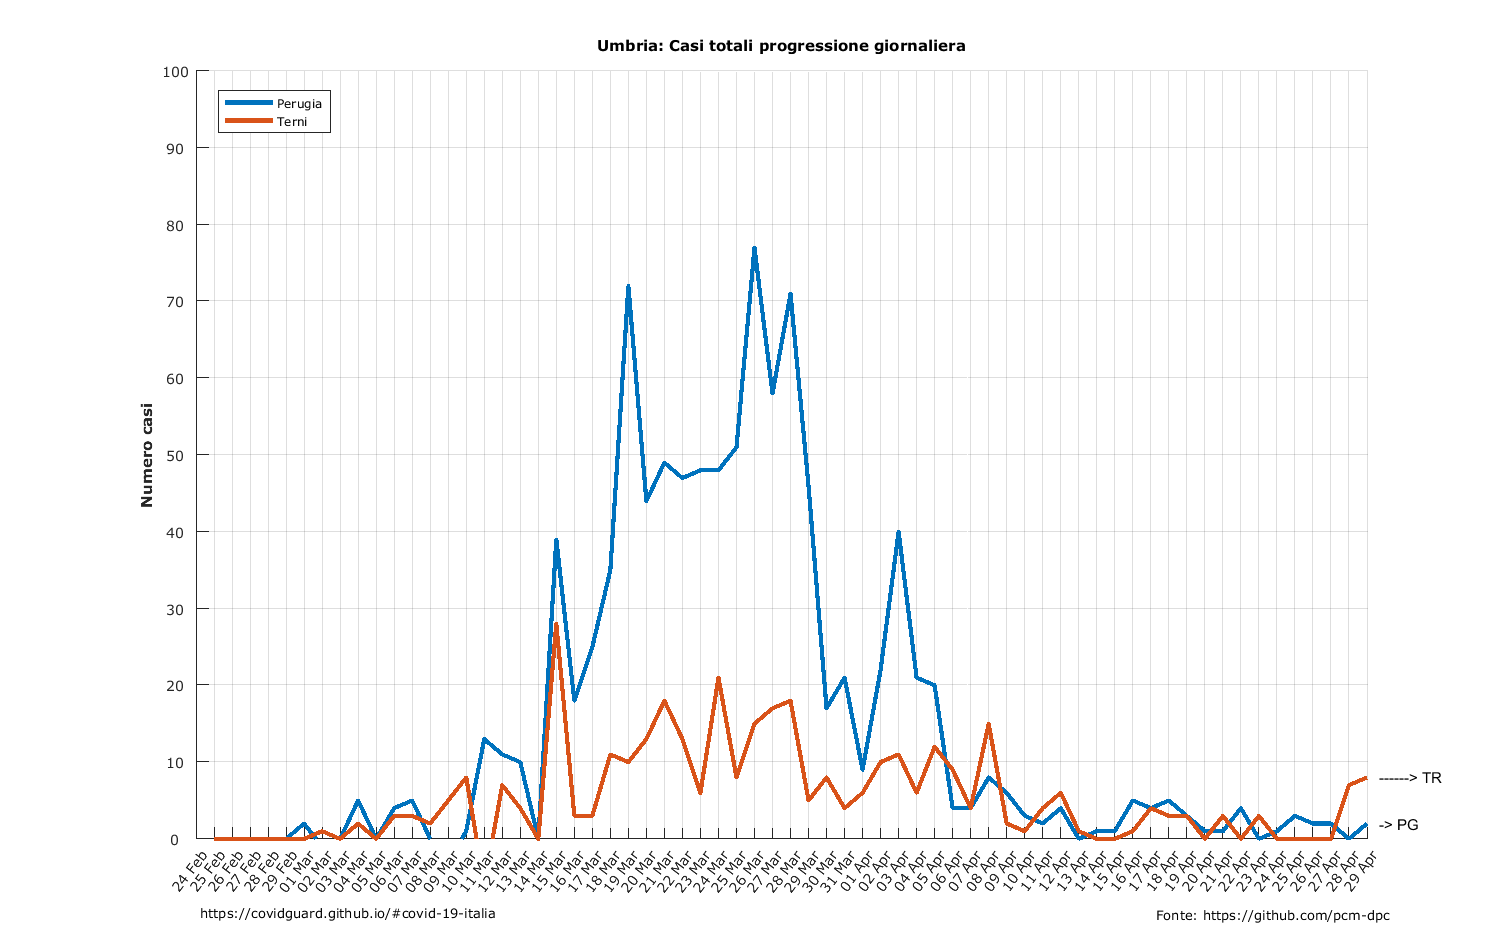 Umbria: Casi totali progressione giornaliera
100
90
80
70
60
50
40
30
20
10
0
Numero casi
Perugia
Terni
------> TR
-> PG
24 Feb
25 Feb
26 Feb
27 Feb
28 Feb
29 Feb
01 Mar
02 Mar
03 Mar
04 Mar
05 Mar
06 Mar
07 Mar
08 Mar
09 Mar
10 Mar
11 Mar
12 Mar
13 Mar
14 Mar
15 Mar
16 Mar
17 Mar
18 Mar
19 Mar
20 Mar
21 Mar
22 Mar
23 Mar
24 Mar
25 Mar
26 Mar
27 Mar
28 Mar
29 Mar
30 Mar
31 Mar
01 Apr
02 Apr
03 Apr
04 Apr
05 Apr
06 Apr
07 Apr
08 Apr
09 Apr
10 Apr
11 Apr
12 Apr
13 Apr
14 Apr
15 Apr
16 Apr
17 Apr
18 Apr
19 Apr
20 Apr
21 Apr
22 Apr
23 Apr
24 Apr
25 Apr
26 Apr
27 Apr
28 Apr
29 Apr
https://covidguard.github.io/#covid-19-italia
Fonte: https://github.com/pcm-dpc